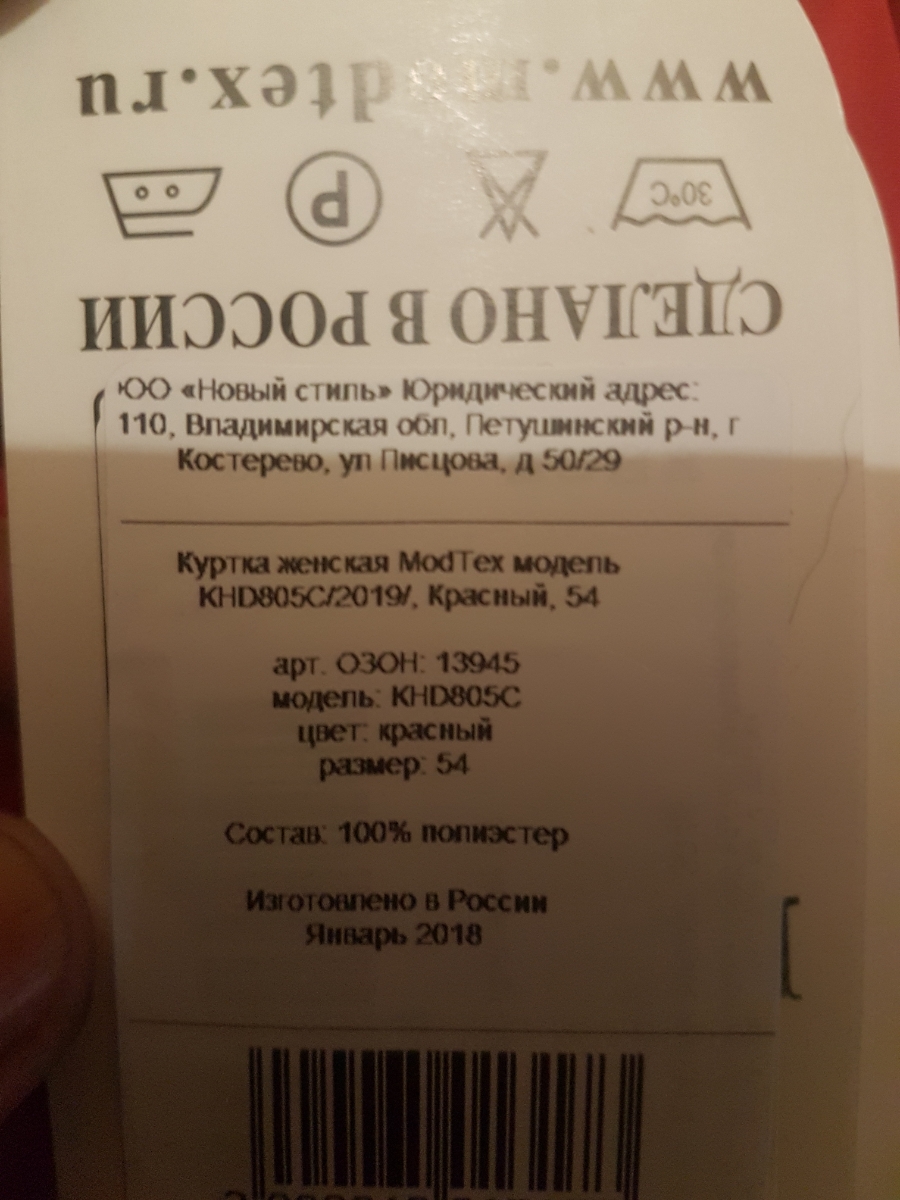 www.modtex.ru
30°C
P
СДЕЛАНО В РОССИИ
ООО «Новый стиль» Юридический адрес:
110, Владимирская обл, Петушинский р-н, г
Костерево, ул Писцова, д 50/29
Куртка женская ModTex модель
KHD805C/2019/, Красный, 54
арт. ОЗОН: 13945
модель: KHD805C
цвет: красный
размер: 54
Состав: 100% полиэстер
Изготовлено в России
Январь 2018